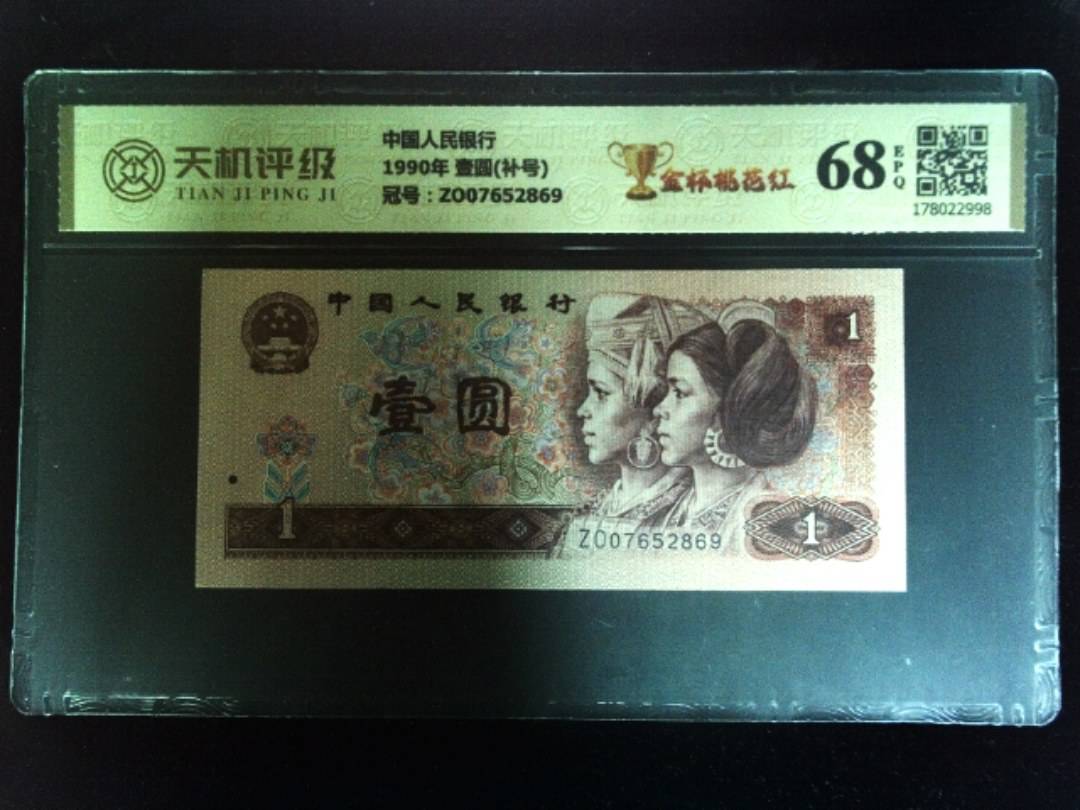 天机评级
TIAN JI PING JI
中国人民银行
1990年 壹圆(补号)
冠号：ZO07652869
金杯桃花红
68
EPQ
178022998
中国人民银行
1
壹圆
1
ZO07652869
1